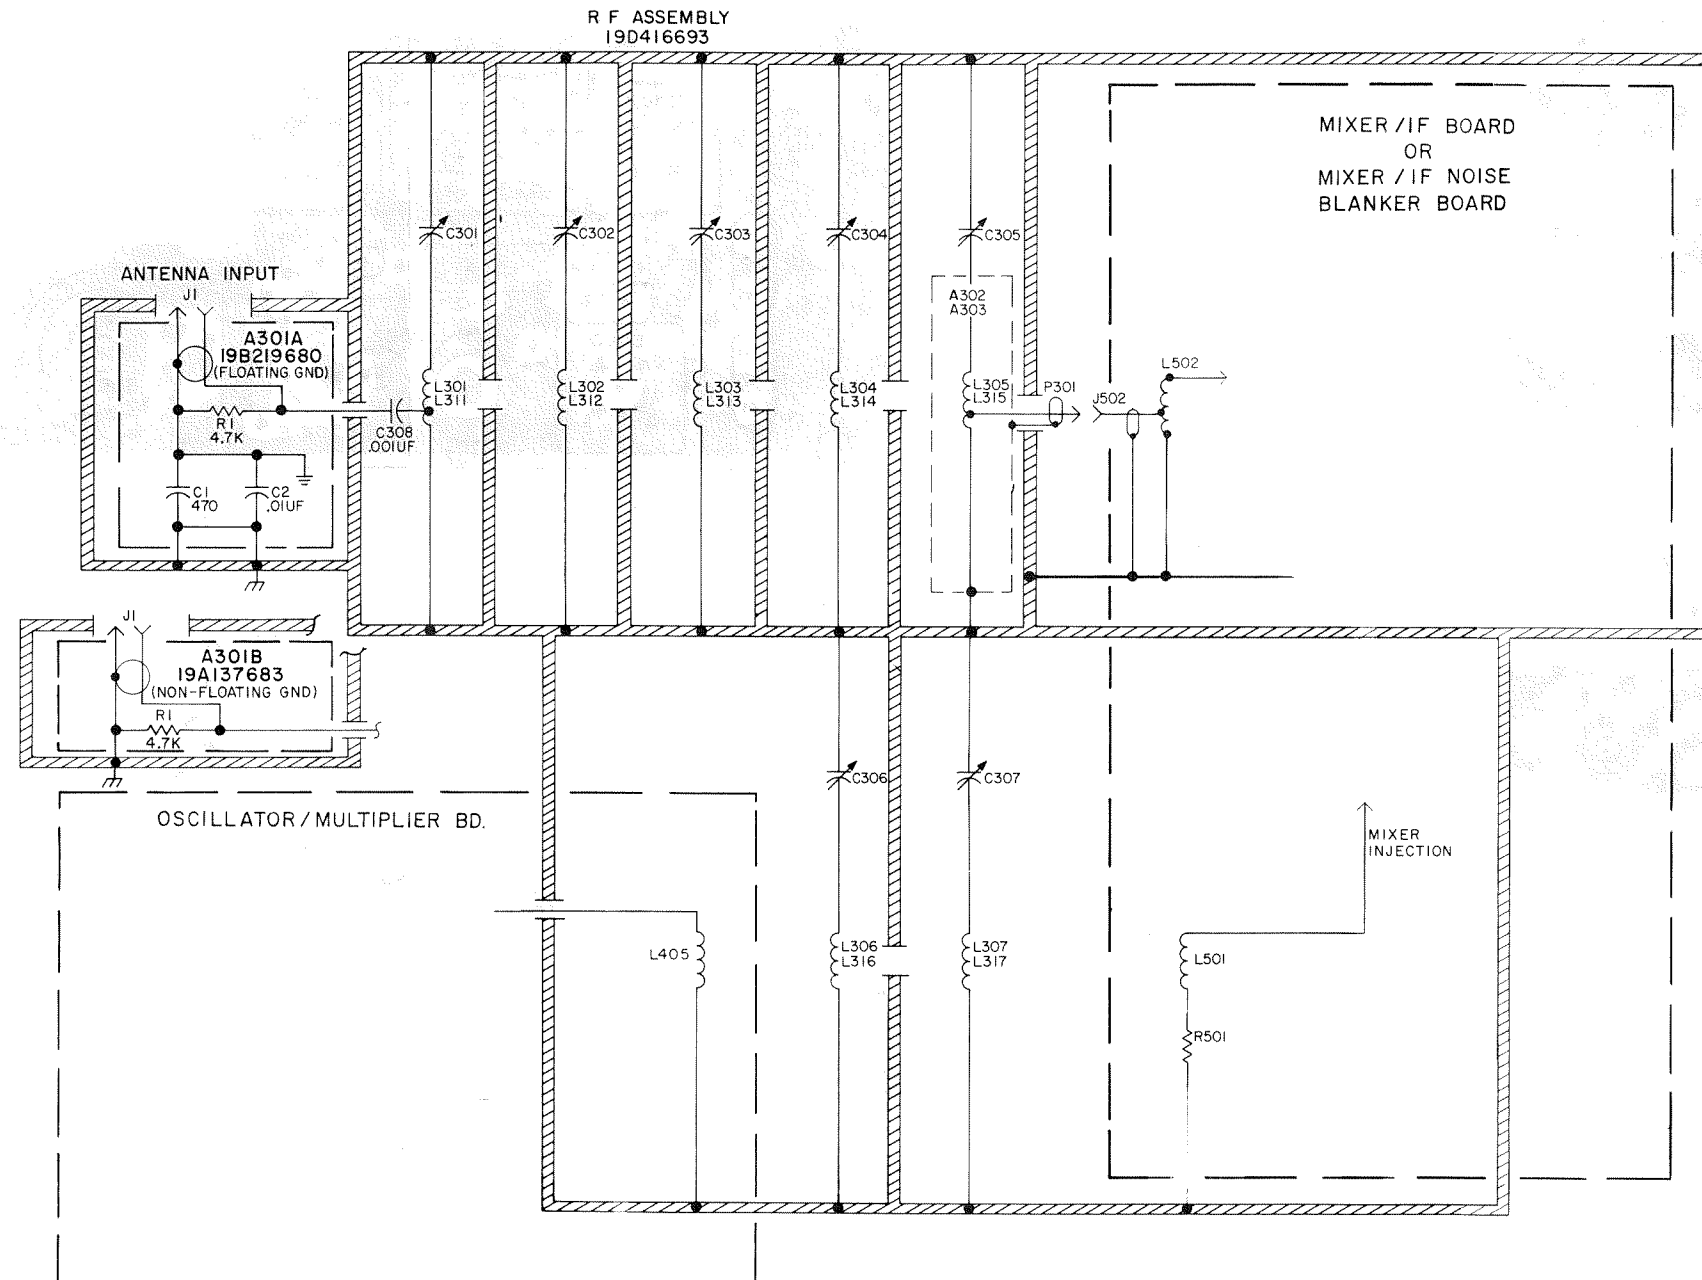 R F ASSEMBLY
19D416693
MIXER/IF BOARD
OR
MIXER/IF NOISE
BLANKER BOARD
C301
C302
C303
C304
C305
ANTENNA INPUT
J1
A301A
19B219680
(FLOATING GND)
R1
4.7K
C1
470
C2
.01UF
C308
.001UF
L301
L311
L302
L312
L303
L313
L304
L314
A302
A303
L305
L315
P301
J502
L502
J1
A301B
19A137683
(NON-FLOATING GND)
R1
4.7K
OSCILLATOR/MULTIPLIER BD.
C306
C307
MIXER
INJECTION
L405
L306
L316
L307
L317
L501
R501